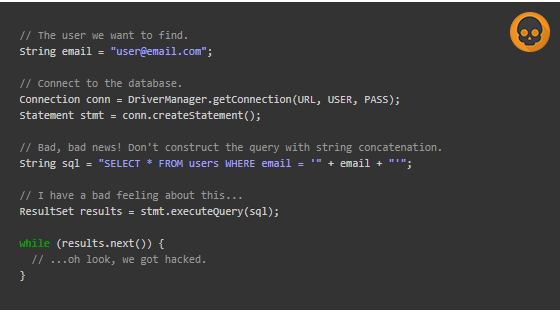 // The user we want to find.
String email = "user@email.com";
// Connect to the database.
Connection conn = DriverManager.getConnection(URL, USER, PASS);
Statement stmt = conn.createStatement();
// Bad, bad news! Don't construct the query with string concatenation.
String sql = "SELECT * FROM users WHERE email = '" + email + "'";
// I have a bad feeling about this...
ResultSet results = stmt.executeQuery(sql);
while (results.next()) {
// ...oh look, we got hacked.
}